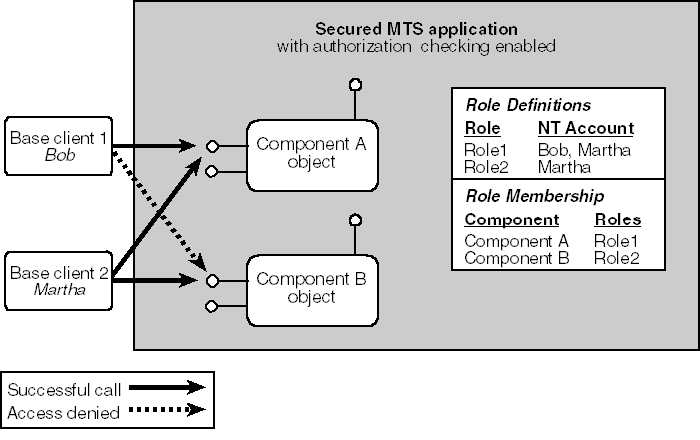 Secured MTS application
with authorization checking enabled
Base client 1
Bob
Component A
object
Base client 2
Martha
Component B
object
Role Definitions
Role NT Account
Role1 Bob, Martha
Role2 Martha
Role Membership
Component Roles
Component A Role1
Component B Role2
Successful call
Access denied